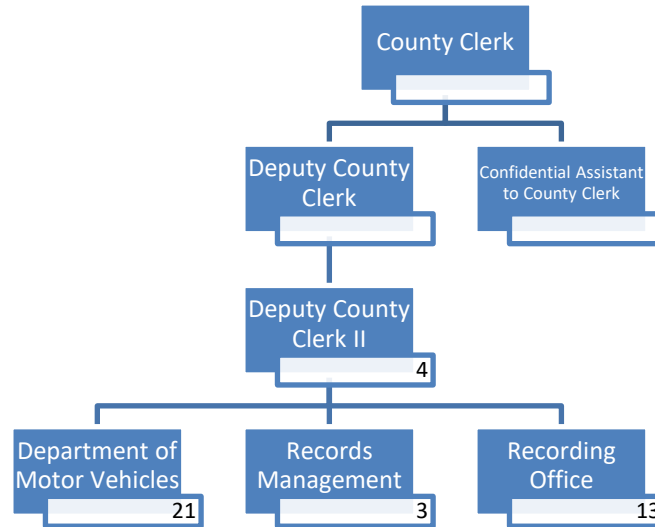 County Clerk
Deputy County
Clerk
Confidential Assistant
to County Clerk
Deputy County
Clerk II
4
Department of
Motor Vehicles
21
Records
Management
3
Recording
Office
13